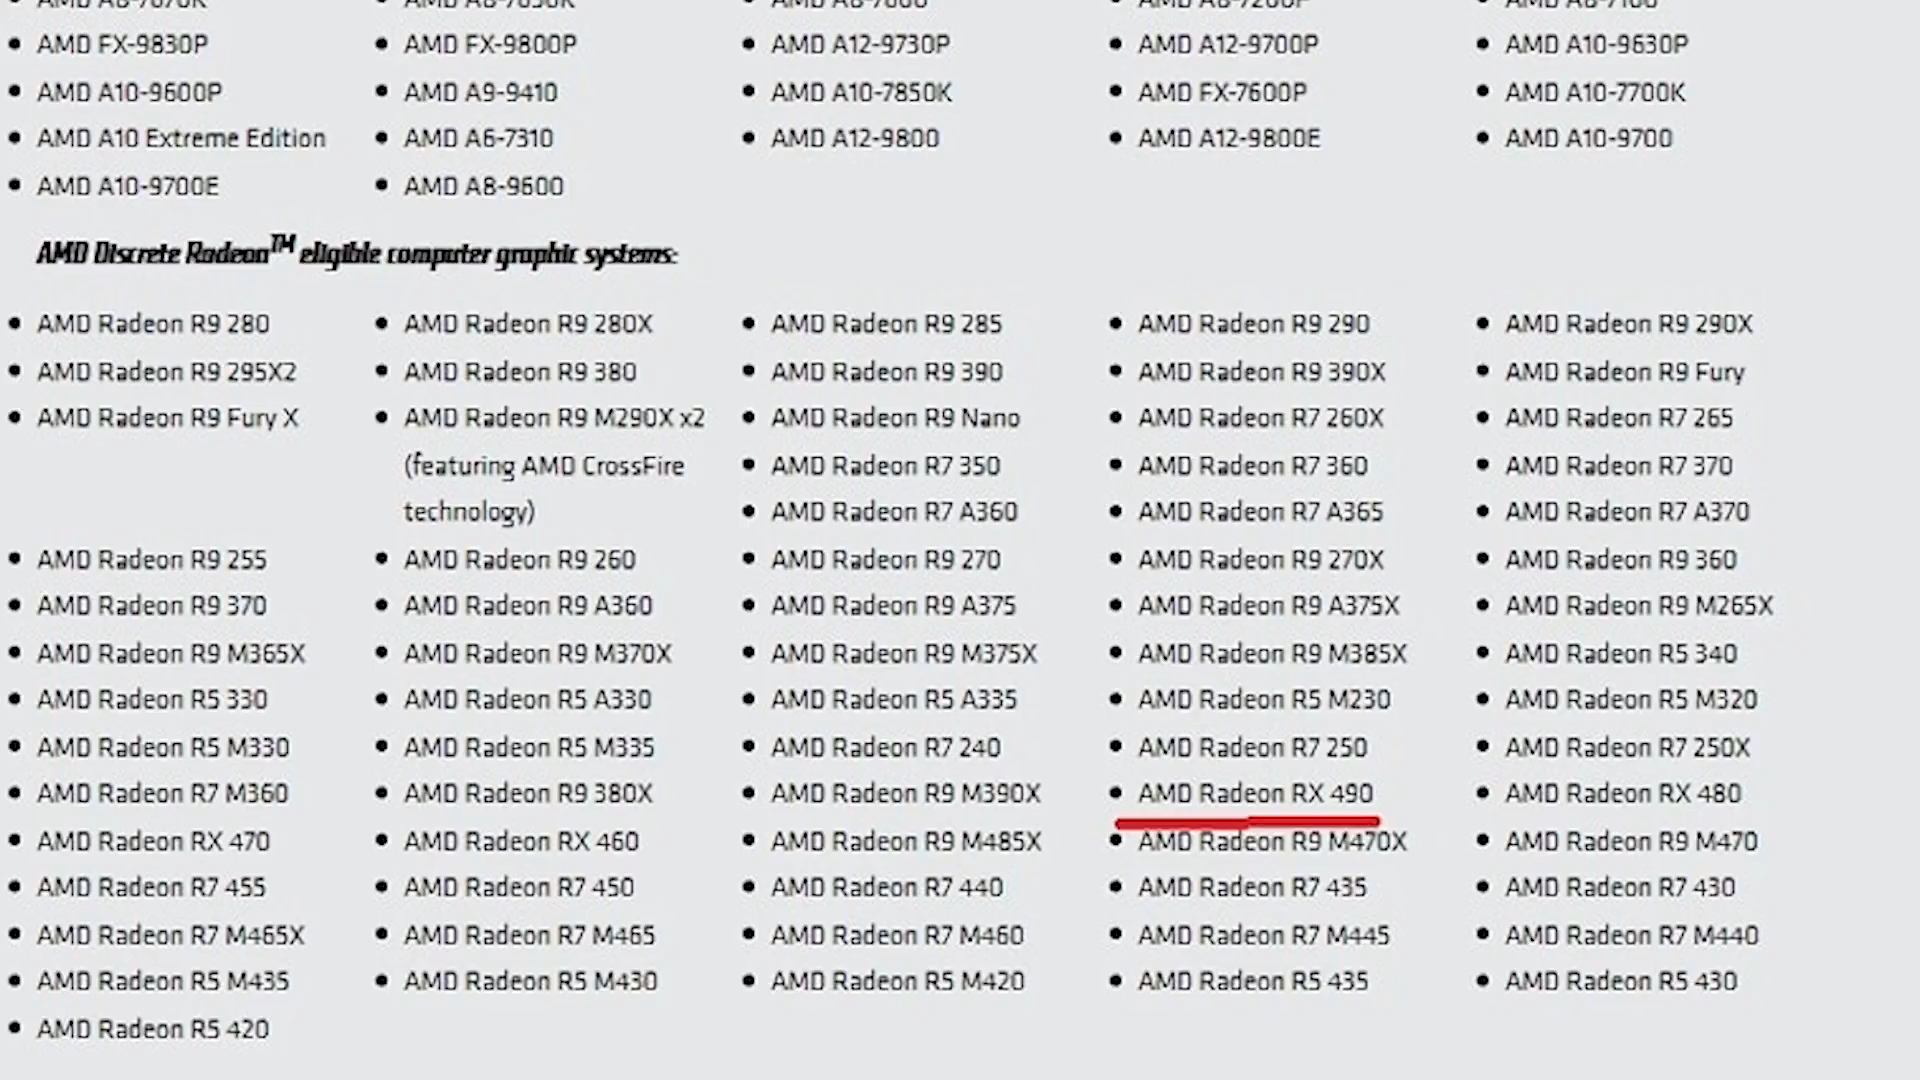 AMD FX-9830P AMD FX-9800P AMD A12-9730P AMD A12-9700P AMD A10-9630P
AMD A10-9600P AMD A9-9410 AMD A10-7850K AMD FX-7600P AMD A10-7700K
AMD A10 Extreme Edition AMD A6-7310 AMD A12-9800 AMD A12-9800E AMD A10-9700
AMD A10-9700E AMD A8-9600
AMD Discrete Radeon™ eligible computer graphic systems:
AMD Radeon R9 280 AMD Radeon R9 280X AMD Radeon R9 285 AMD Radeon R9 290 AMD Radeon R9 290X
AMD Radeon R9 295X2 AMD Radeon R9 380 AMD Radeon R9 390 AMD Radeon R9 390X AMD Radeon R9 Fury
AMD Radeon R9 Fury X AMD Radeon R9 M290X x2 AMD Radeon R9 Nano AMD Radeon R7 260X AMD Radeon R7 265
(featuring AMD CrossFire AMD Radeon R7 350 AMD Radeon R7 360 AMD Radeon R7 370
technology) AMD Radeon R7 A360 AMD Radeon R7 A365 AMD Radeon R7 A370
AMD Radeon R9 255 AMD Radeon R9 260 AMD Radeon R9 270 AMD Radeon R9 270X AMD Radeon R9 360
AMD Radeon R9 370 AMD Radeon R9 A360 AMD Radeon R9 A375 AMD Radeon R9 A375X AMD Radeon R9 M265X
AMD Radeon R9 M365X AMD Radeon R9 M370X AMD Radeon R9 M375X AMD Radeon R9 M385X AMD Radeon R5 340
AMD Radeon R5 330 AMD Radeon R5 A330 AMD Radeon R5 A335 AMD Radeon R5 M230 AMD Radeon R5 M320
AMD Radeon R5 M330 AMD Radeon R5 M335 AMD Radeon R7 240 AMD Radeon R7 250 AMD Radeon R7 250X
AMD Radeon R7 M360 AMD Radeon R9 380X AMD Radeon R9 M390X AMD Radeon RX 490 AMD Radeon RX 480
AMD Radeon RX 470 AMD Radeon RX 460 AMD Radeon R9 M485X AMD Radeon R9 M470X AMD Radeon R9 M470
AMD Radeon R7 455 AMD Radeon R7 450 AMD Radeon R7 440 AMD Radeon R7 435 AMD Radeon R7 430
AMD Radeon R7 M465X AMD Radeon R7 M465 AMD Radeon R7 M460 AMD Radeon R7 M445 AMD Radeon R7 M440
AMD Radeon R5 M435 AMD Radeon R5 M430 AMD Radeon R5 M420 AMD Radeon R5 435 AMD Radeon R5 430
AMD Radeon R5 420